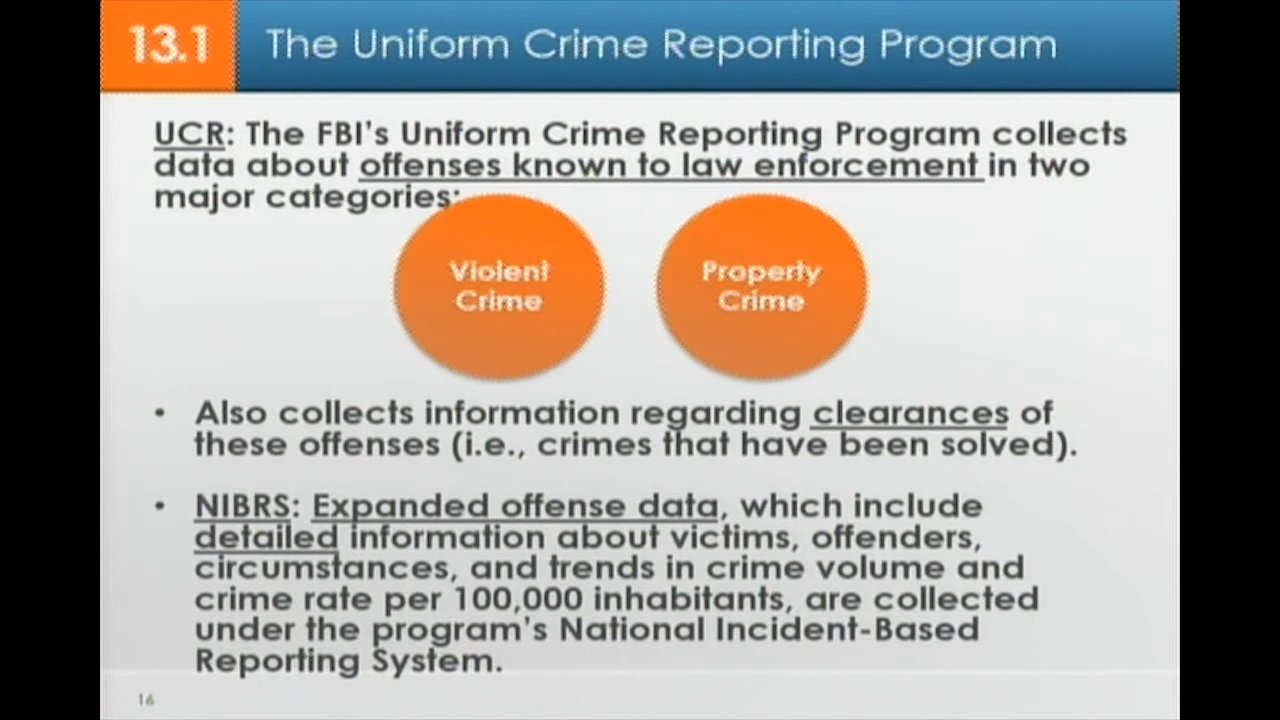 13.1 The Uniform Crime Reporting Program
UCR: The FBI's Uniform Crime Reporting Program collects
data about offenses known to law enforcement in two
major categories:
Violent
Crime
Property
Crime
• Also collects information regarding clearances of
these offenses (i.e., crimes that have been solved).
• NIBRS: Expanded offense data, which include
detailed information about victims, offenders,
circumstances, and trends in crime volume and
crime rate per 100,000 inhabitants, are collected
under the program's National Incident-Based
Reporting System.
16